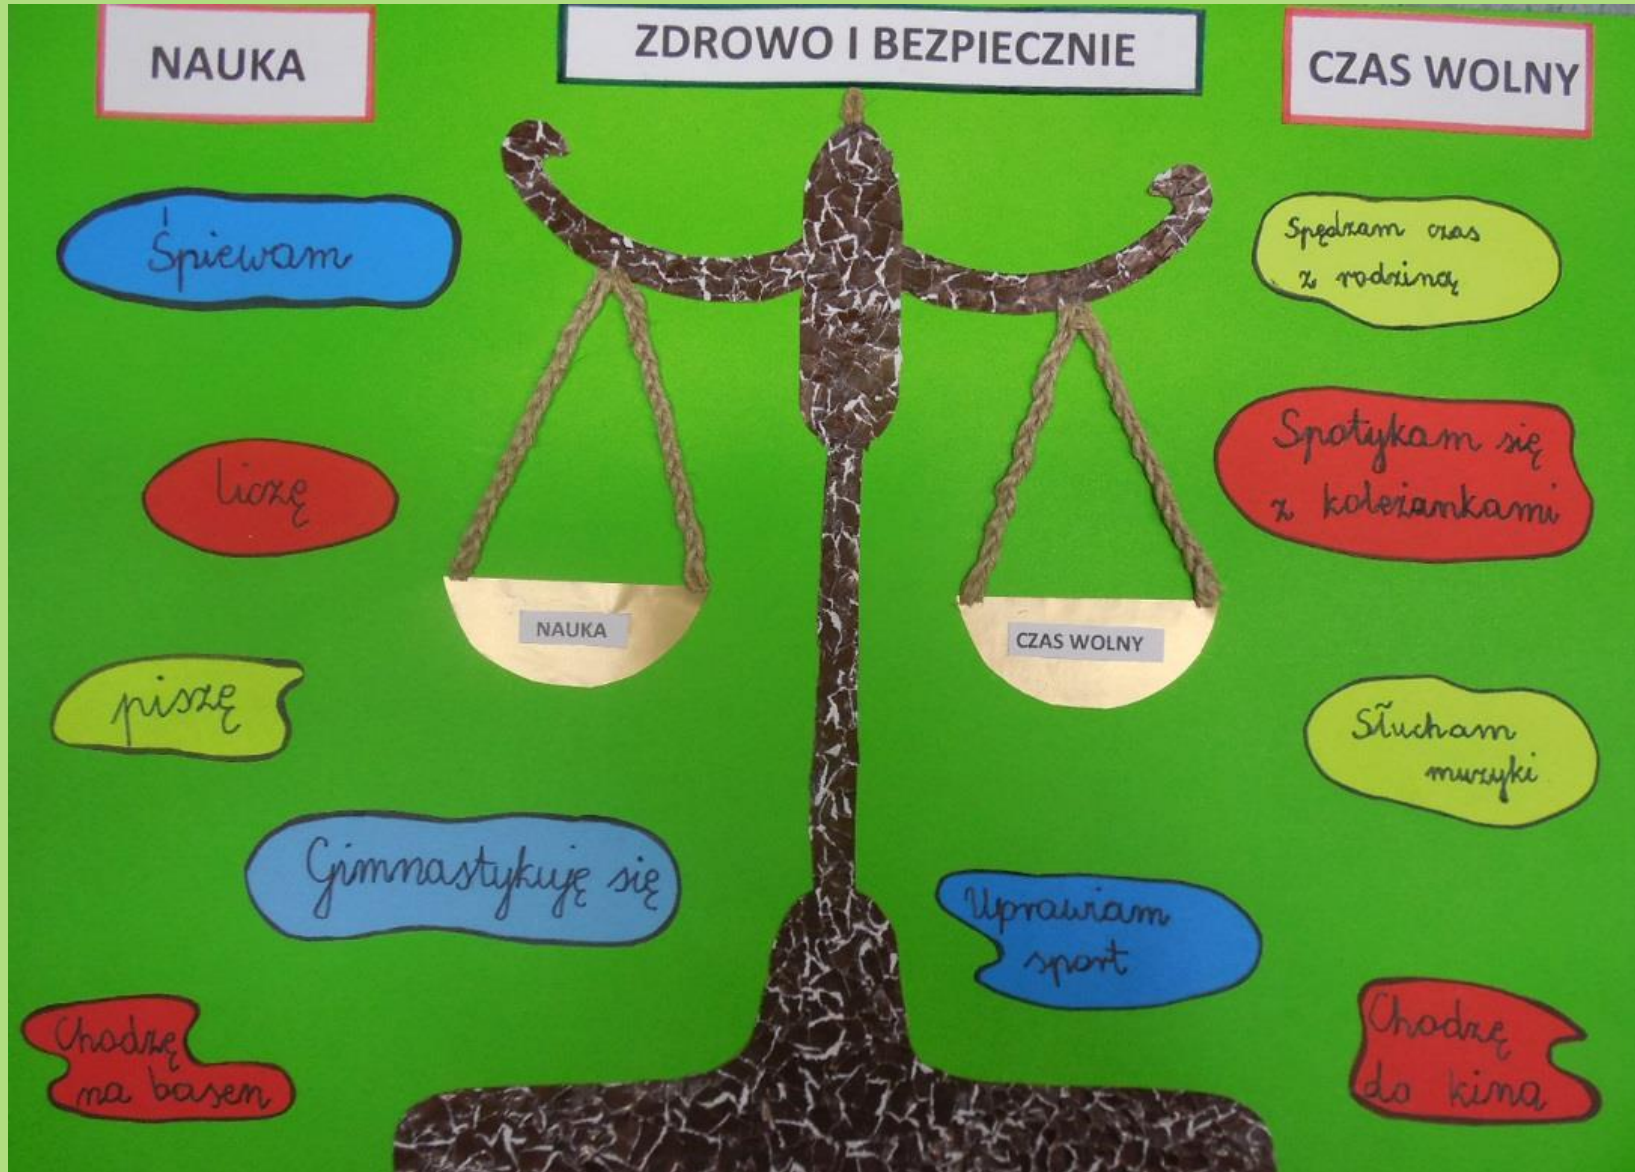 NAUKA
ZDROWO I BEZPIECZNIE
CZAS WOLNY
Śpiewam
liczę
piszę
Gimnastykuję się
Chodzę
na basen
NAUKA
CZAS WOLNY
Spędzam czas
z rodziną
Spotykam się
z koleżankami
Słucham
muzyki
Uprawiam
sport
Chodzę
do kina